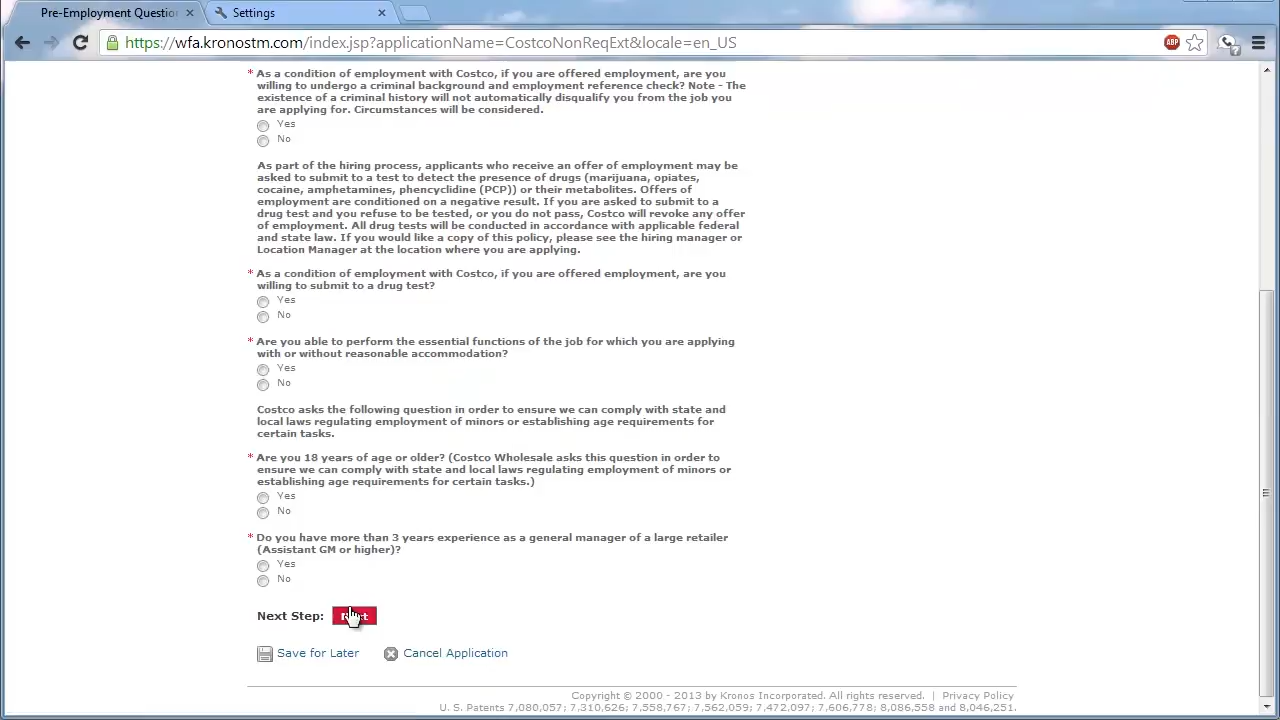 Pre-Employment Questio
Settings
https://wfa.kronostm.com/index.jsp?applicationName=CostcoNonReqExt&locale=en_US
ABP
* As a condition of employment with Costco, if you are offered employment, are you
willing to undergo a criminal background and employment reference check? Note - The
existence of a criminal history will not automatically disqualify you from the job you
are applying for. Circumstances will be considered.
Yes
No
As part of the hiring process, applicants who receive an offer of employment may be
asked to submit to a test to detect the presence of drugs (marijuana, opiates,
cocaine, amphetamines, phencyclidine (PCP)) or their metabolites. Offers of
employment are conditioned on a negative result. If you are asked to submit to a
drug test and you refuse to be tested, or you do not pass, Costco will revoke any offer
of employment. All drug tests will be conducted in accordance with applicable federal
and state law. If you would like a copy of this policy, please see the hiring manager or
Location Manager at the location where you are applying.
* As a condition of employment with Costco, if you are offered employment, are you
willing to submit to a drug test?
Yes
No
* Are you able to perform the essential functions of the job for which you are applying
with or without reasonable accommodation?
Yes
No
Costco asks the following question in order to ensure we can comply with state and
local laws regulating employment of minors or establishing age requirements for
certain tasks.
* Are you 18 years of age or older? (Costco Wholesale asks this question in order to
ensure we can comply with state and local laws regulating employment of minors or
establishing age requirements for certain tasks.)
Yes
No
* Do you have more than 3 years experience as a general manager of a large retailer
(Assistant GM or higher)?
Yes
No
Next Step:
Save for Later Cancel Application
Copyright © 2000 - 2013 by Kronos Incorporated. All rights reserved. | Privacy Policy
U. S. Patents 7,080,057; 7,310,626; 7,558,767; 7,562,059; 7,472,097; 7,606,778; 8,086,558 and 8,046,251.